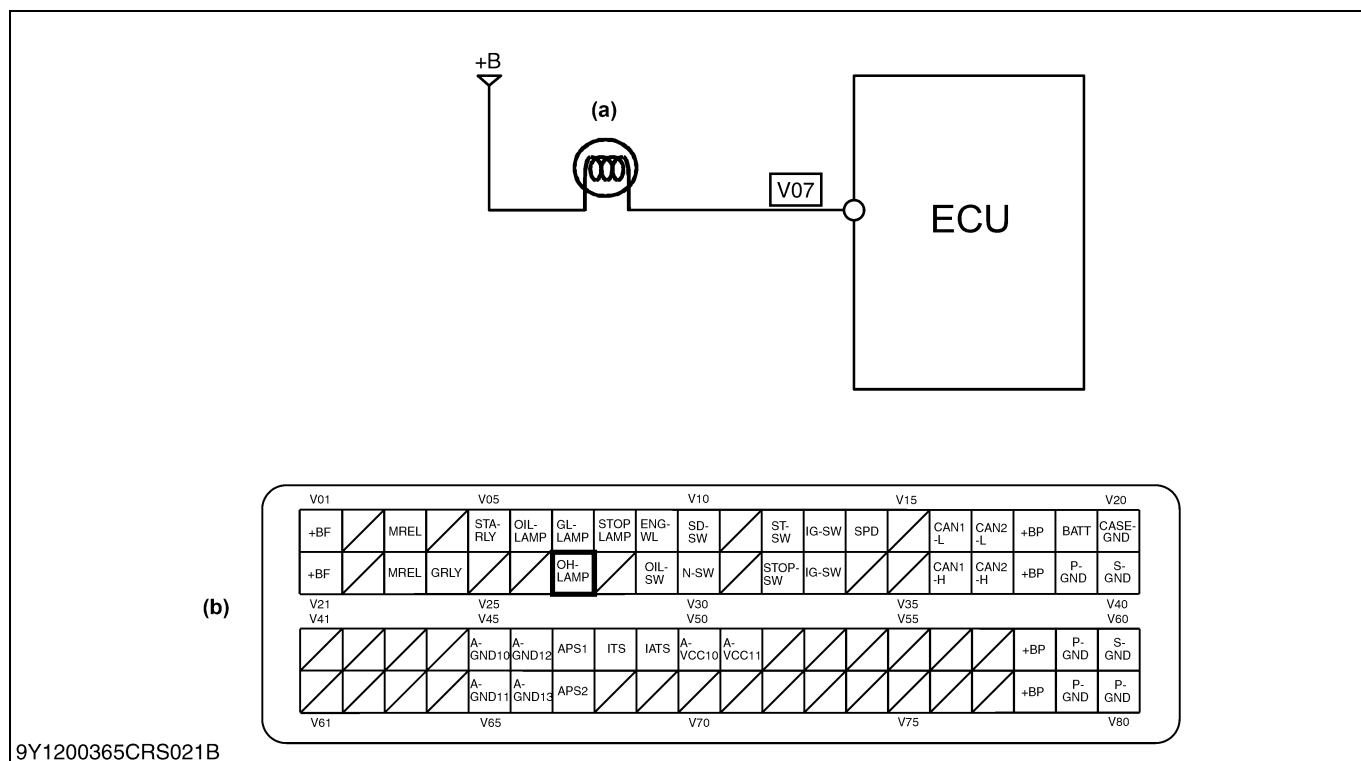 +B
(a)
V07
ECU
V01 V05 V10 V15 V20
+BF MREL STA-RLY OIL-LAMP GL-LAMP STOP LAMP ENG-WL SD-SW ST-SW IG-SW SPD CAN1-L CAN2-L +BP BATT CASE-GND
+BF MREL GRLY OH-LAMP OIL-SW N-SW STOP-SW IG-SW CAN1-H CAN2-H +BP P-GND S-GND
(b)
V21 V25 V30 V35 V40
V41 V45 V50 V55 V60
A-GND10 A-GND12 APS1 ITS IATS A-VCC10 A-VCC11 +BP P-GND S-GND
A-GND11 A-GND13 APS2 +BP P-GND P-GND
V61 V65 V70 V75 V80
9Y1200365CRS021B